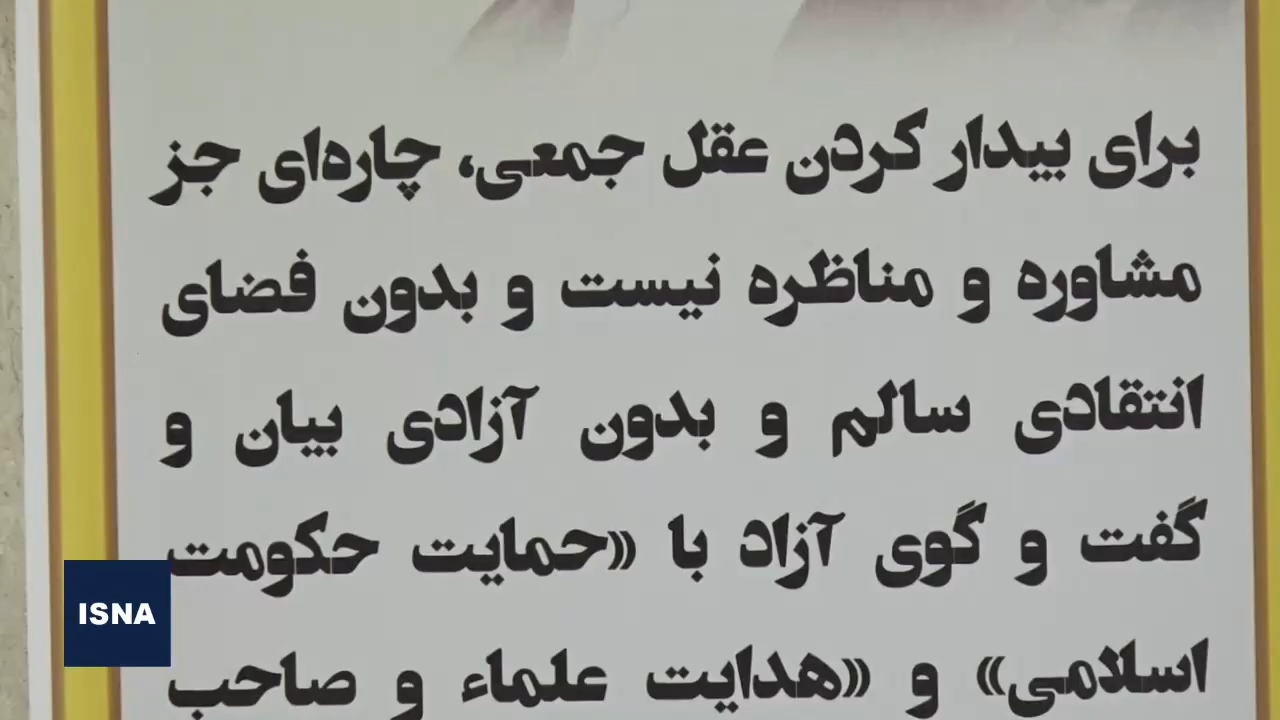 برای بیدار کردن عقل جمعی، چاره‌ای جز
مشاوره و مناظره نیست و بدون فضای
انتقادی سالم و بدون آزادی بیان و
گفت و گوی آزاد با «حمایت حکومت
اسلامی» و «هدایت علماء و صاحب
ISNA